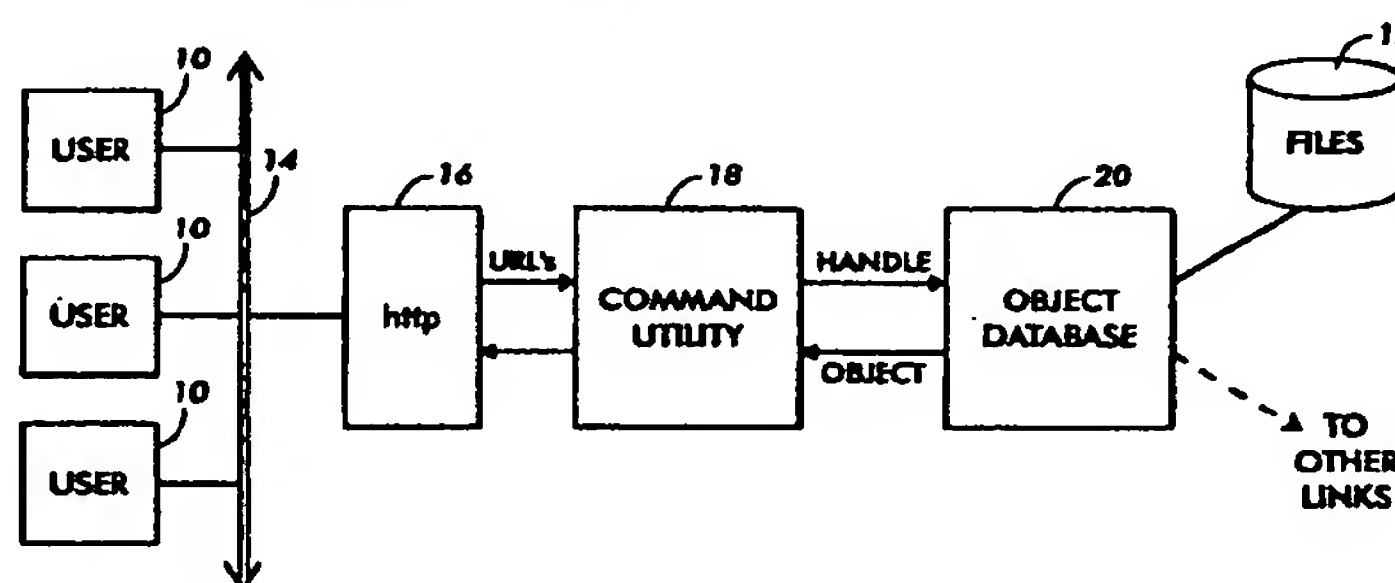 10
USER
14
10
USER
10
USER
16
http
URL's
18
COMMAND
UTILITY
HANDLE
OBJECT
20
OBJECT
DATABASE
FILES
TO
OTHER
LINKS